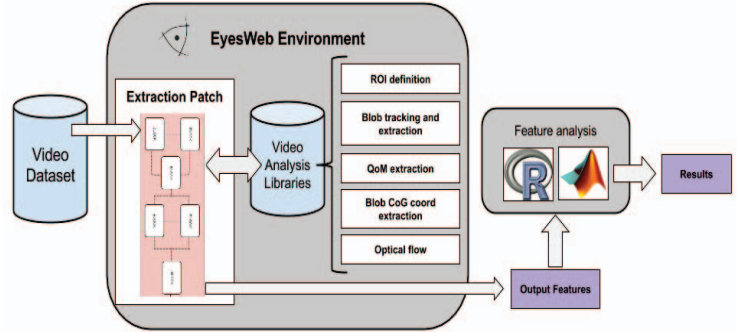 EyesWeb Environment
Extraction Patch
Video
Dataset
Video
Analysis
Libraries
ROI definition
Blob tracking and
extraction
QoM extraction
Blob CoG coord
extraction
Optical flow
Feature analysis
R
Results
Output Features